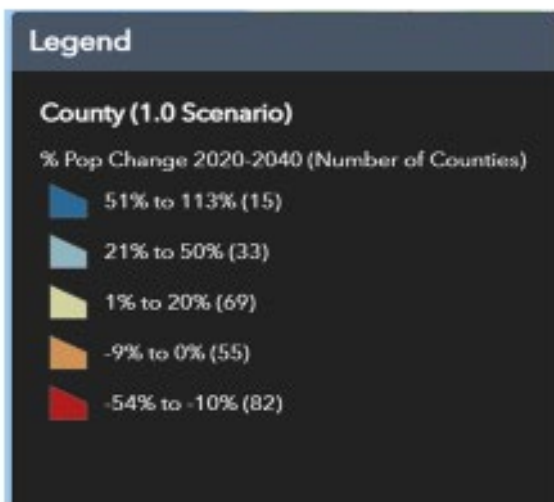 Legend
County (1.0 Scenario)
% Pop Change 2020-2040 (Number of Counties)
51% to 113% (15)
21% to 50% (33)
1% to 20% (69)
-9% to 0% (55)
-54% to -10% (82)